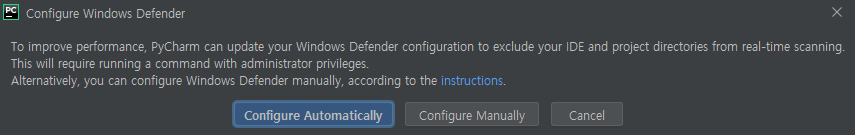 PC
Configure Windows Defender
To improve performance, PyCharm can update your Windows Defender configuration to exclude your IDE and project directories from real-time scanning.
This will require running a command with administrator privileges.
Alternatively, you can configure Windows Defender manually, according to the instructions.
Configure Automatically Configure Manually Cancel